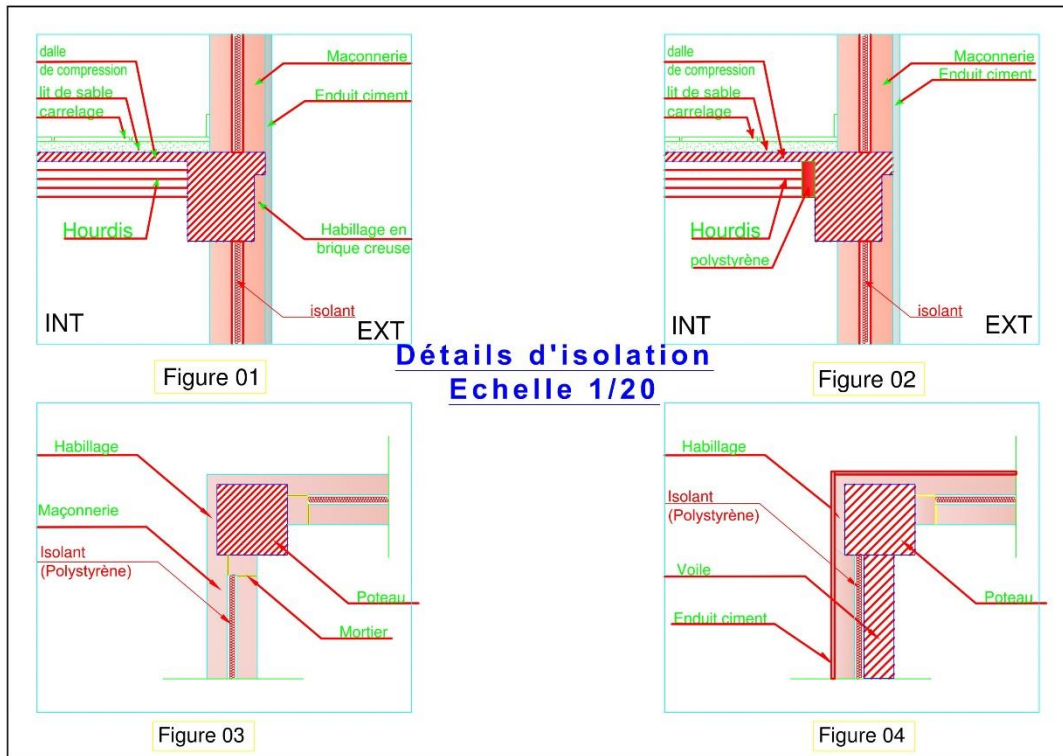 dalle
de compression
lit de sable
carrelage
Maçonnerie
Enduit ciment
Hourdis
Habillage en
brique creuse
isolant
INT
EXT
Figure 01
dalle
de compression
lit de sable
carrelage
Maçonnerie
Enduit ciment
Hourdis
polystyrène
isolant
INT
EXT
Figure 02
Détails d'isolation
Echelle 1/20
Habillage
Maçonnerie
Isolant
(Polystyrène)
Poteau
Mortier
Figure 03
Habillage
Isolant
(Polystyrène)
Voile
Poteau
Enduit ciment
Figure 04